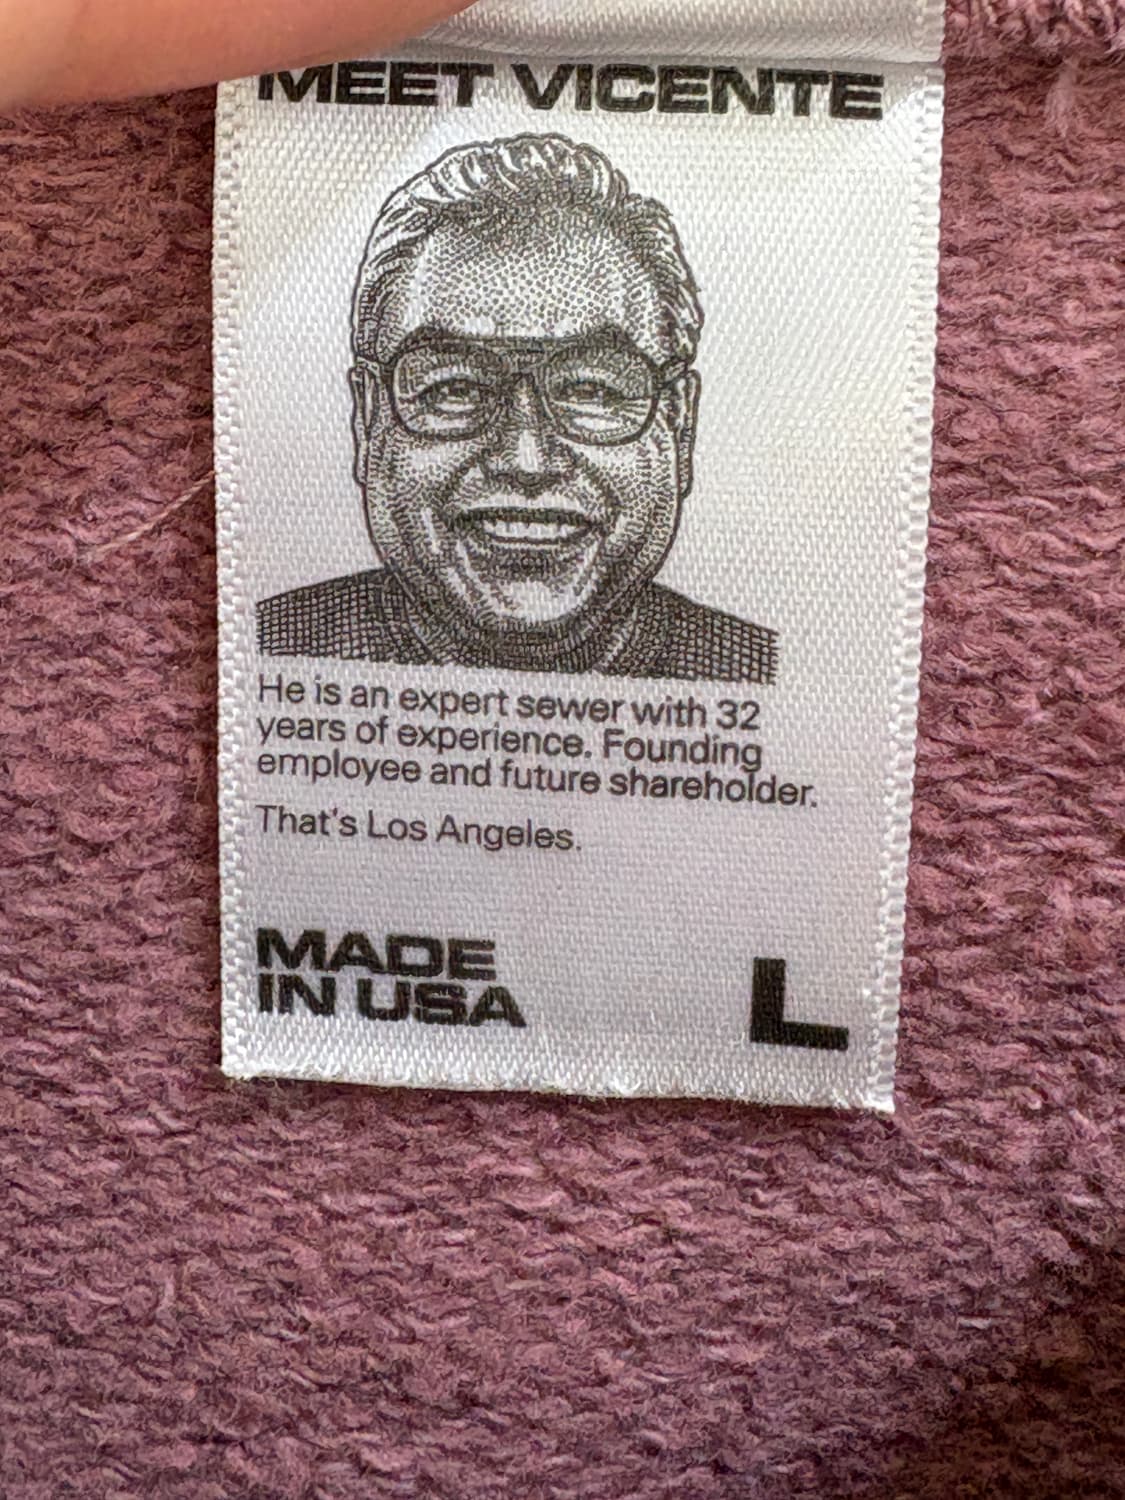 MEET VICENTE
He is an expert sewer with 32
years of experience. Founding
employee and future shareholder.
That's Los Angeles.
MADE
IN USA
L